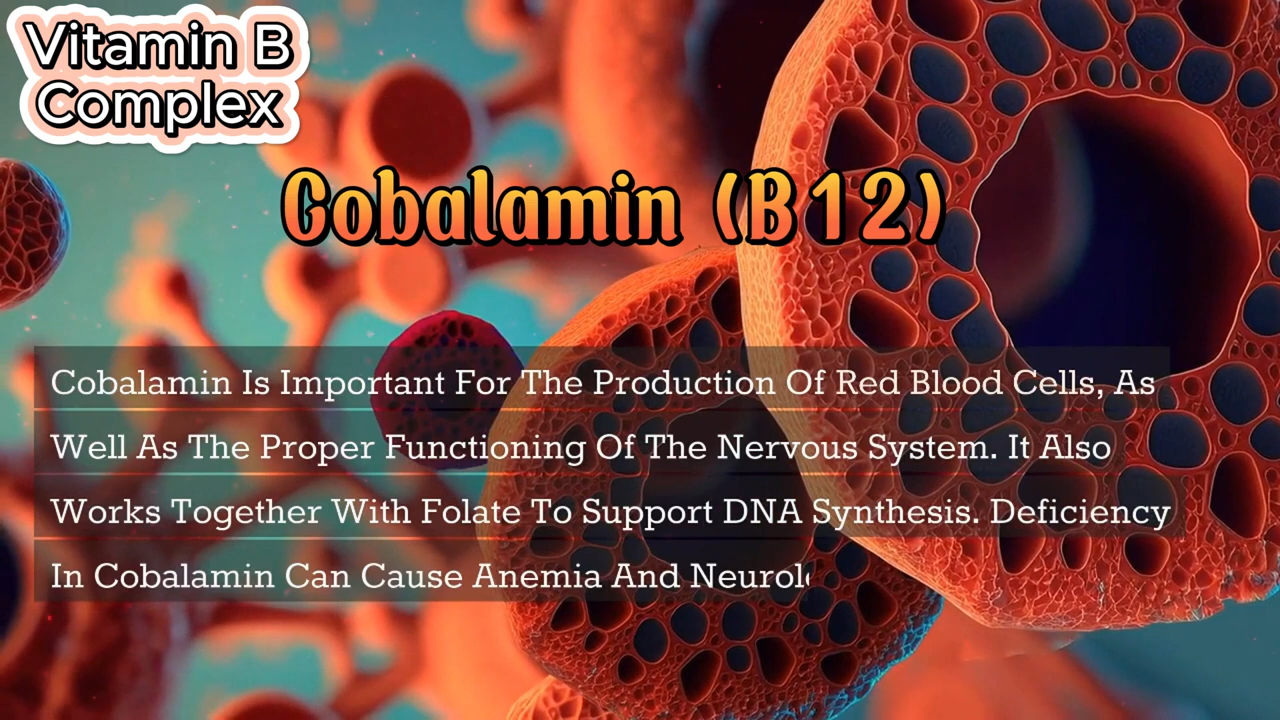 Vitamin B
Complex
Cobalamin (B12)
Cobalamin Is Important For The Production Of Red Blood Cells, As
Well As The Proper Functioning Of The Nervous System. It Also
Works Together With Folate To Support DNA Synthesis. Deficiency
In Cobalamin Can Cause Anemia And